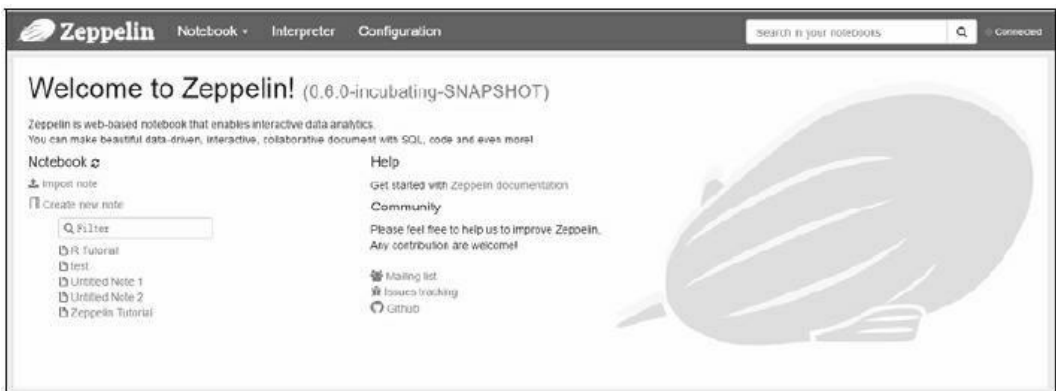 Zeppelin Notebook Interpreter Configuration Search in your notebooks Connected
Welcome to Zeppelin! (0.6.0-incubating-SNAPSHOT)
Zeppelin is web-based notebook that enables interactive data analytics.
You can make beautiful data-driven, interactive, collaborative document with SQL, code and even more!
Notebook
Import note
Create new note
Filter
R Tutorial
test
Untitled Note 1
Untitled Note 2
Zeppelin Tutorial
Help
Get started with Zeppelin documentation
Community
Please feel free to help us to improve Zeppelin,
Any contribution are welcome!
Mailing list
Issues tracking
Github